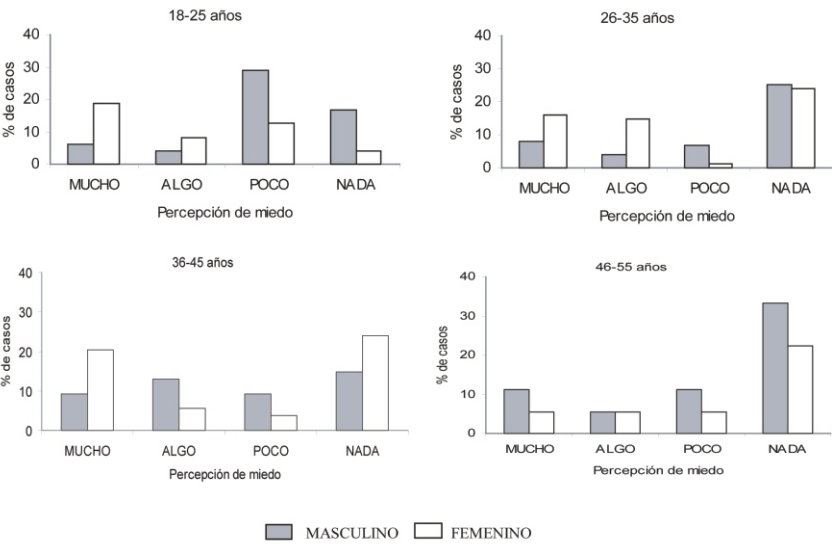 18-25 años
40
30
20
10
0
% de casos
MUCHO ALGO POCO NADA
Percepción de miedo
26-35 años
40
30
20
10
0
% de casos
MUCHO ALGO POCO NADA
Percepción de miedo
36-45 años
40
30
20
10
0
% de casos
MUCHO ALGO POCO NADA
Percepción de miedo
46-55 años
40
30
20
10
0
% de casos
MUCHO ALGO POCO NADA
Percepción de miedo
MASCULINO FEMENINO